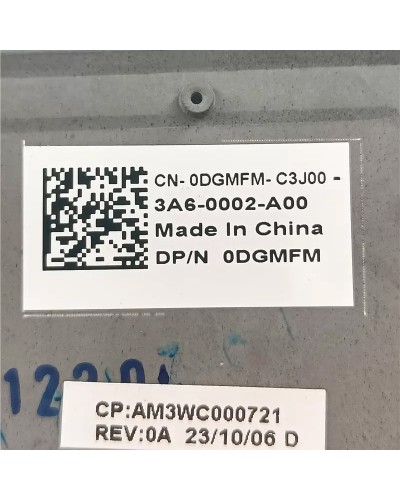 CN- 0DGMFM- C3J00 -
3A6-0002-A00
Made In China
DP/N 0DGMFM
CP:AM3WC000721
REV:0A 23/10/06 D